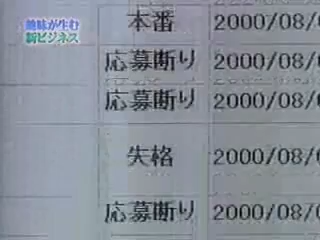 趣味が生む
新ビジネス
本番 2000/08/
応募断り 2000/08/
応募断り 2000/08/
失格 2000/08/
応募断り 2000/08/